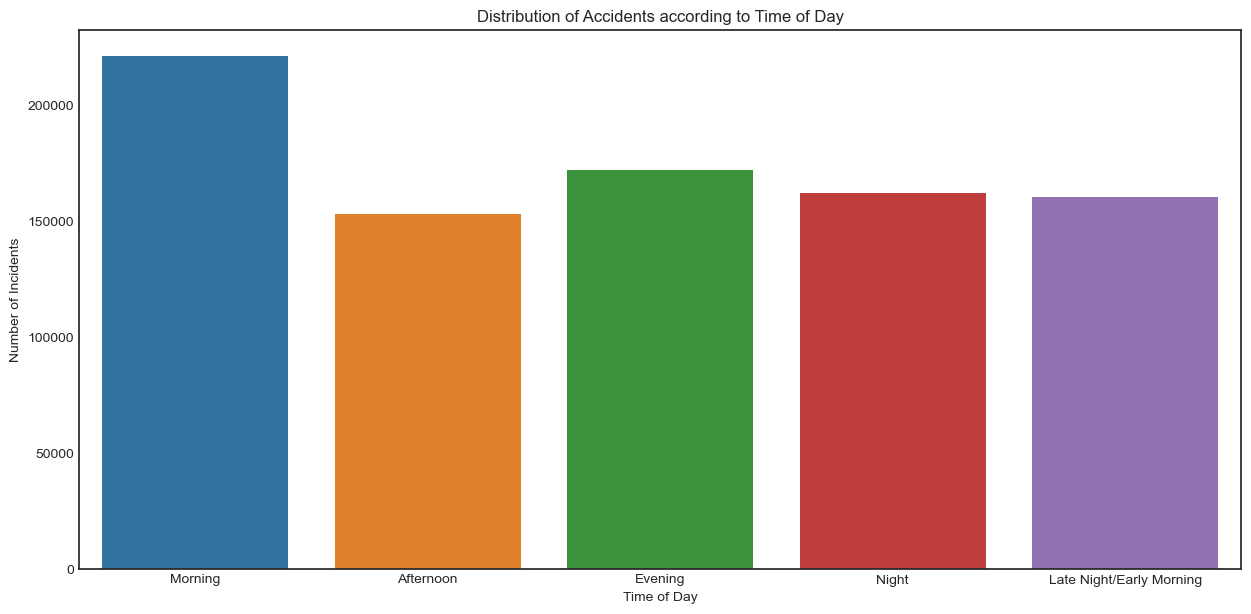 Distribution of Accidents according to Time of Day
Number of Incidents
200000
150000
100000
50000
0
Morning
Afternoon
Evening
Night
Late Night/Early Morning
Time of Day